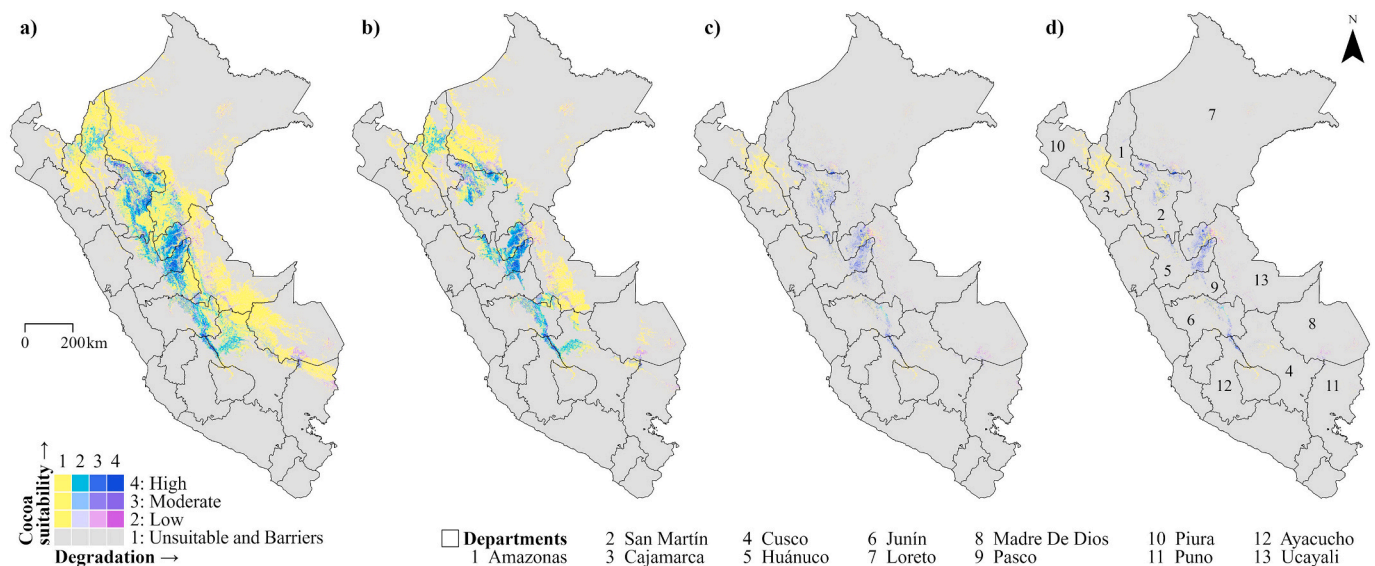 a)
b)
c)
d)
N
7
10
1
3
2
5
13
9
6
8
4
12
11
0 200km
Cocoa suitability →
1 2 3 4
4: High
3: Moderate
2: Low
1: Unsuitable and Barriers
Degradation →
Departments
1 Amazonas
2 San Martín
3 Cajamarca
4 Cusco
5 Huánuco
6 Junín
7 Loreto
8 Madre De Dios
9 Pasco
10 Piura
11 Puno
12 Ayacucho
13 Ucayali